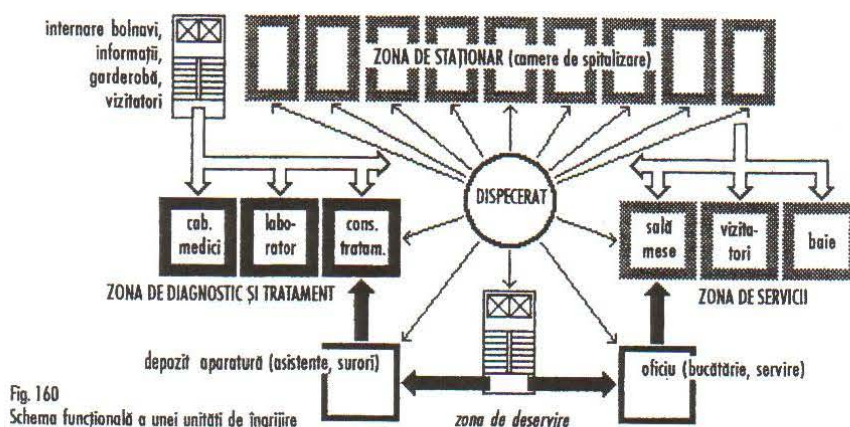 internare bolnavi,
informații,
garderobă,
vizitatori
ZONA DE STAȚIONAR (camere de spitalizare)
DISPECERAT
cab.
medici
labo-
rator
cons.
tratam.
sală
mese
vizita-
tori
baie
ZONA DE DIAGNOSTIC ȘI TRATAMENT
ZONA DE SERVICII
depozit aparatură (asistente, surori)
oficiu (bucătărie, servire)
zona de deservire
Fig. 160
Schema funcțională a unei unități de îngrijire